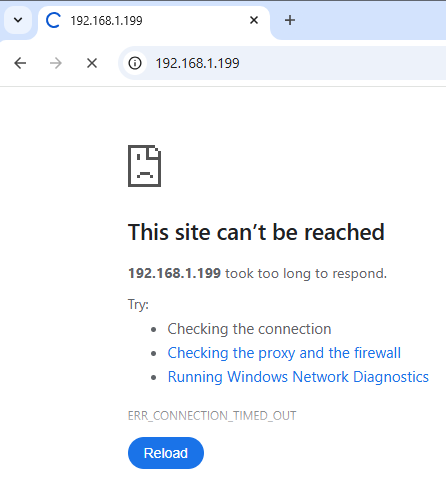 192.168.1.199
192.168.1.199
This site can’t be reached
192.168.1.199 took too long to respond.
Try:
• Checking the connection
• Checking the proxy and the firewall
• Running Windows Network Diagnostics
ERR_CONNECTION_TIMED_OUT
Reload